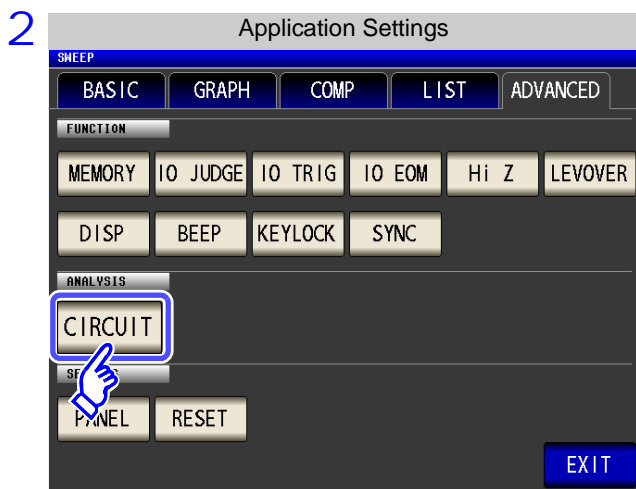 2
Application Settings
SWEEP
BASIC GRAPH COMP LIST ADVANCED
FUNCTION
MEMORY IO JUDGE IO TRIG IO EOM Hi Z LEVOVER
DISP BEEP KEYLOCK SYNC
ANALYSIS
CIRCUIT
PANEL RESET
EXIT